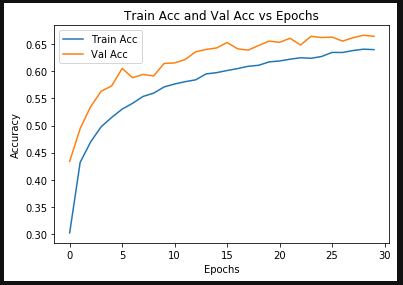 Train Acc and Val Acc vs Epochs
Train Acc
Val Acc
Accuracy
0.65
0.60
0.55
0.50
0.45
0.40
0.35
0.30
0 5 10 15 20 25 30
Epochs